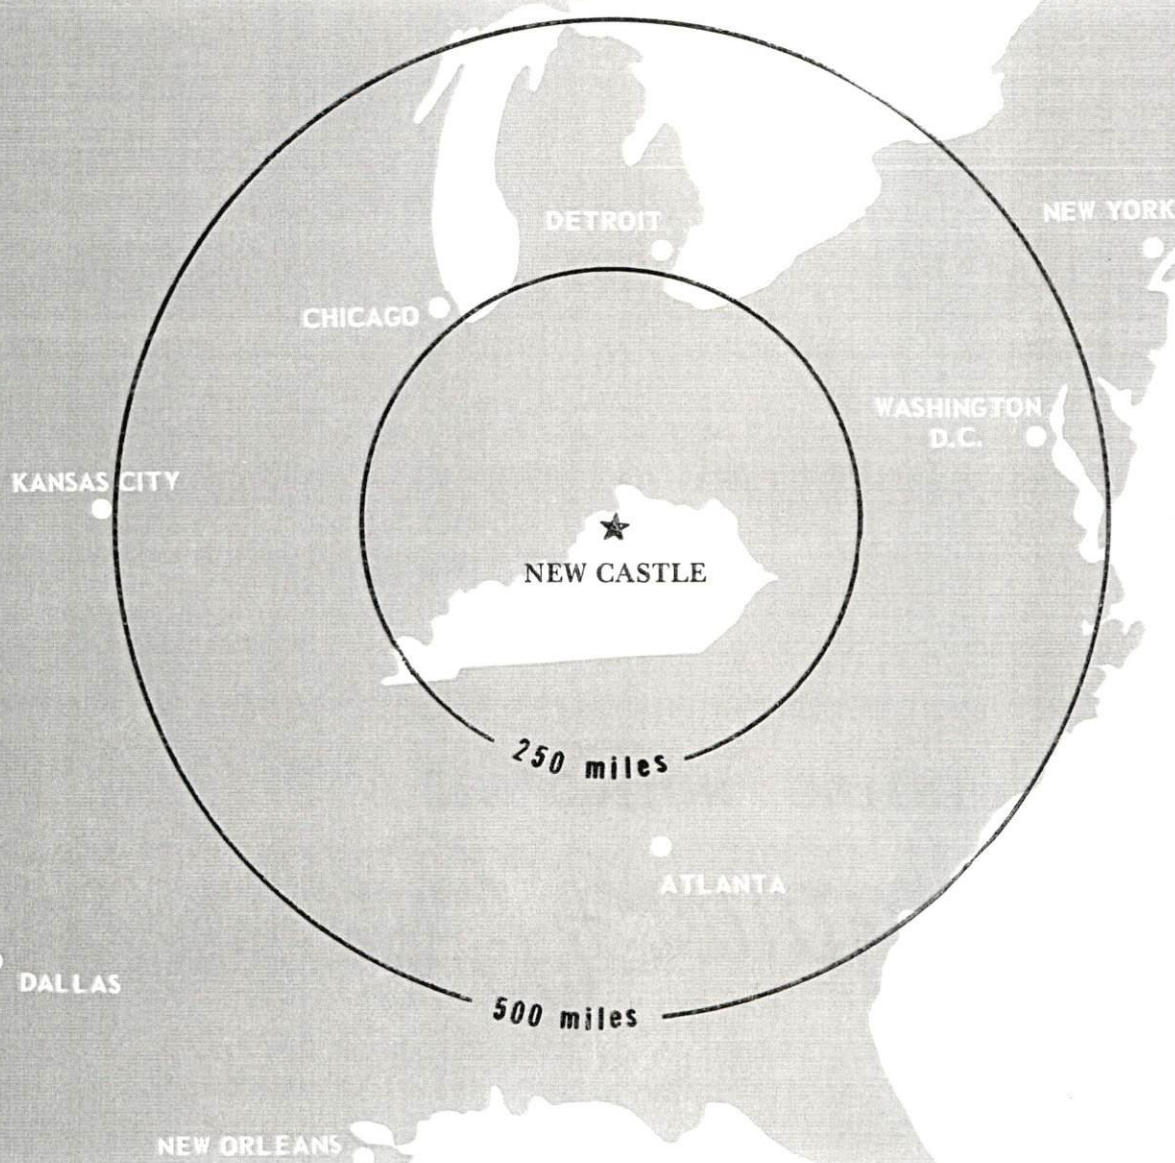 DETROIT
NEW YORK
CHICAGO
WASHINGTON
D.C.
KANSAS CITY
NEW CASTLE
250 miles
ATLANTA
DALLAS
500 miles
NEW ORLEANS